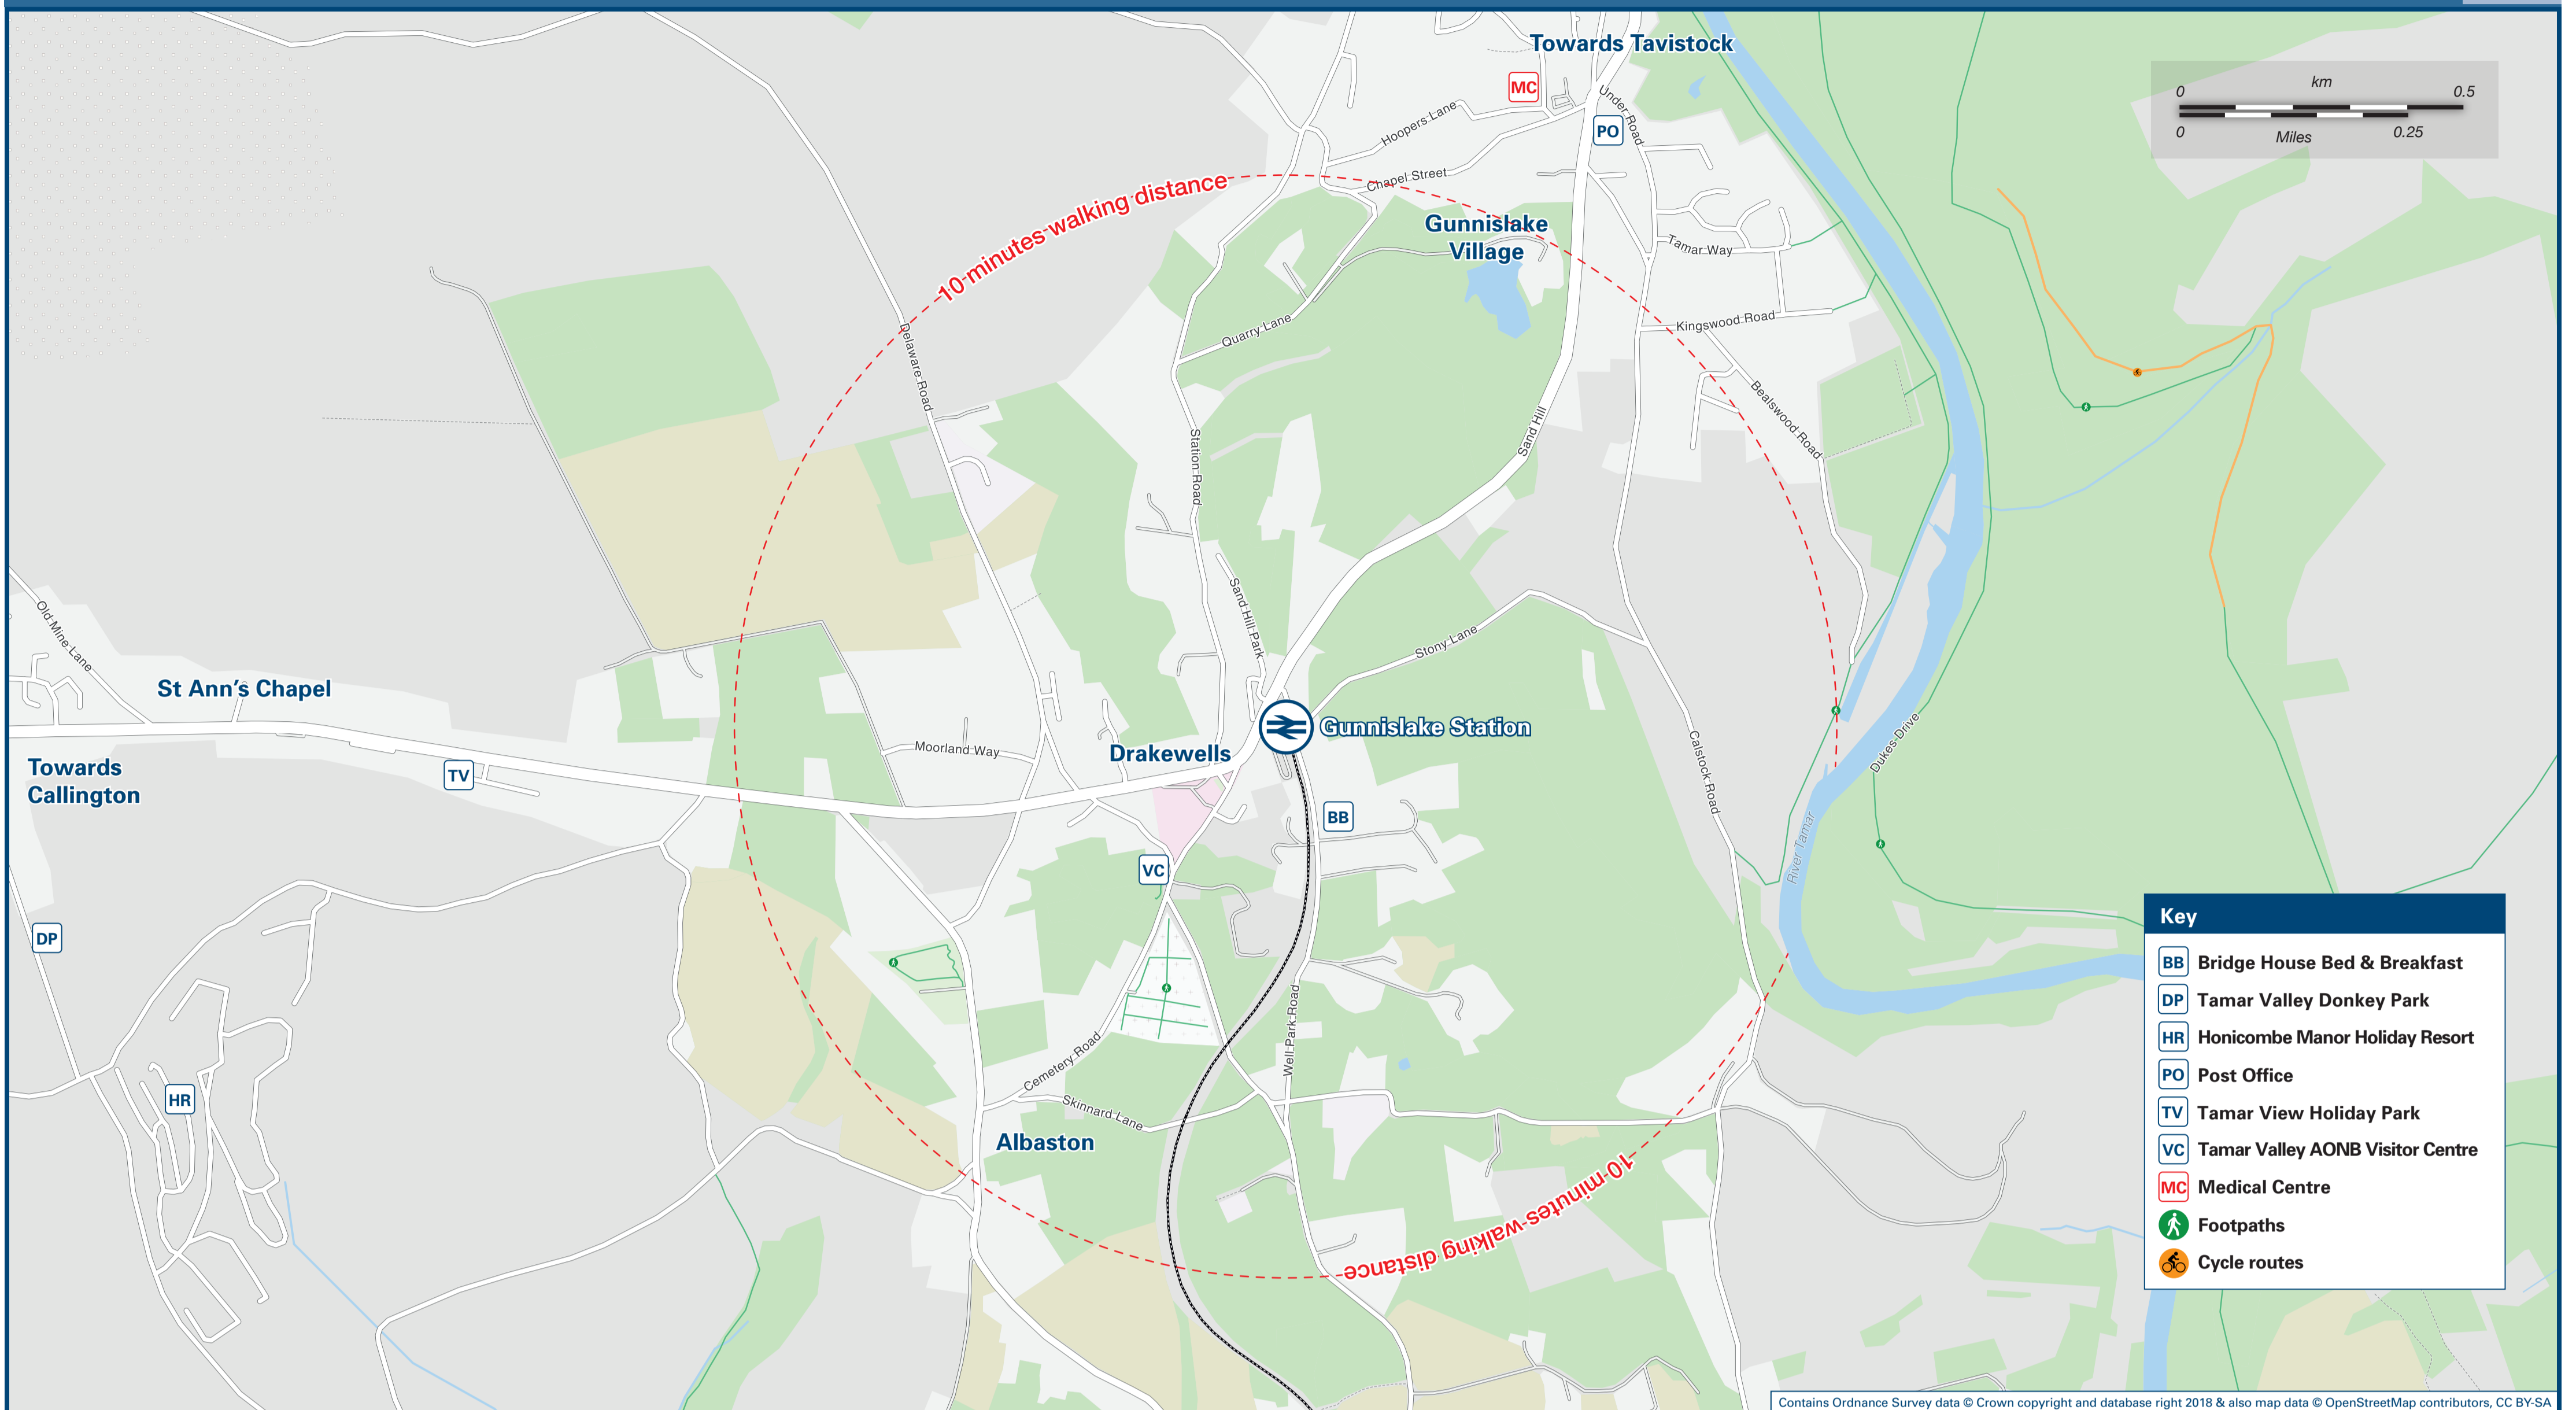 Towards Tavistock
MC
Under Road
PO
Hoopers Lane
Chapel Street
km
0
0.5
0
0.25
Miles
10 minutes walking distance
Gunnislake
Village
Tamar Way
Kingswood Road
Quarry Lane
Delaware Road
Bealswood Road
Sand Hill
Station Road
Sand Hill Park
Stony Lane
Old Mine Lane
St Ann's Chapel
Gunnislake Station
Moorland Way
Drakewells
Calstock Road
Dukes Drive
Towards
Callington
TV
BB
River Tamar
VC
DP
HR
Well Park Road
Cemetery Road
Skinnard Lane
Albaston
10 minutes walking distance
Key
BB Bridge House Bed & Breakfast
DP Tamar Valley Donkey Park
HR Honicombe Manor Holiday Resort
PO Post Office
TV Tamar View Holiday Park
VC Tamar Valley AONB Visitor Centre
MC Medical Centre
Footpaths
Cycle routes
Contains Ordnance Survey data © Crown copyright and database right 2018 & also map data © OpenStreetMap contributors, CC BY-SA